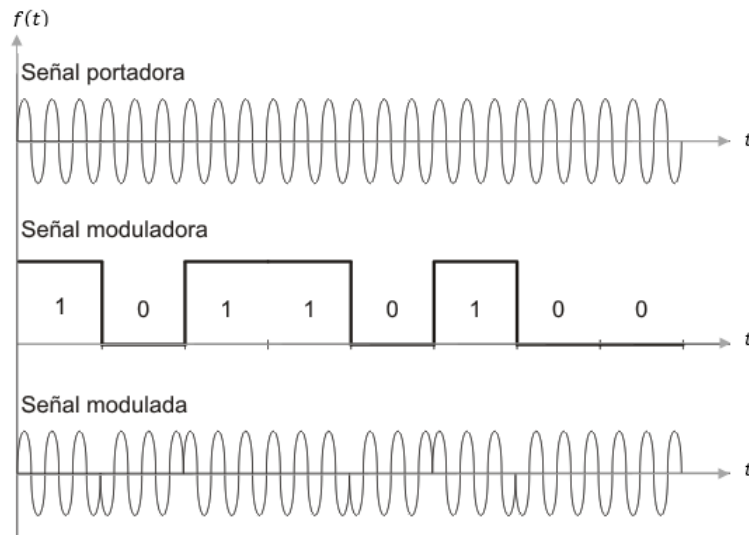 f(t)
Señal portadora
t
Señal moduladora
1 0 1 1 0 1 0 0
t
Señal modulada
t